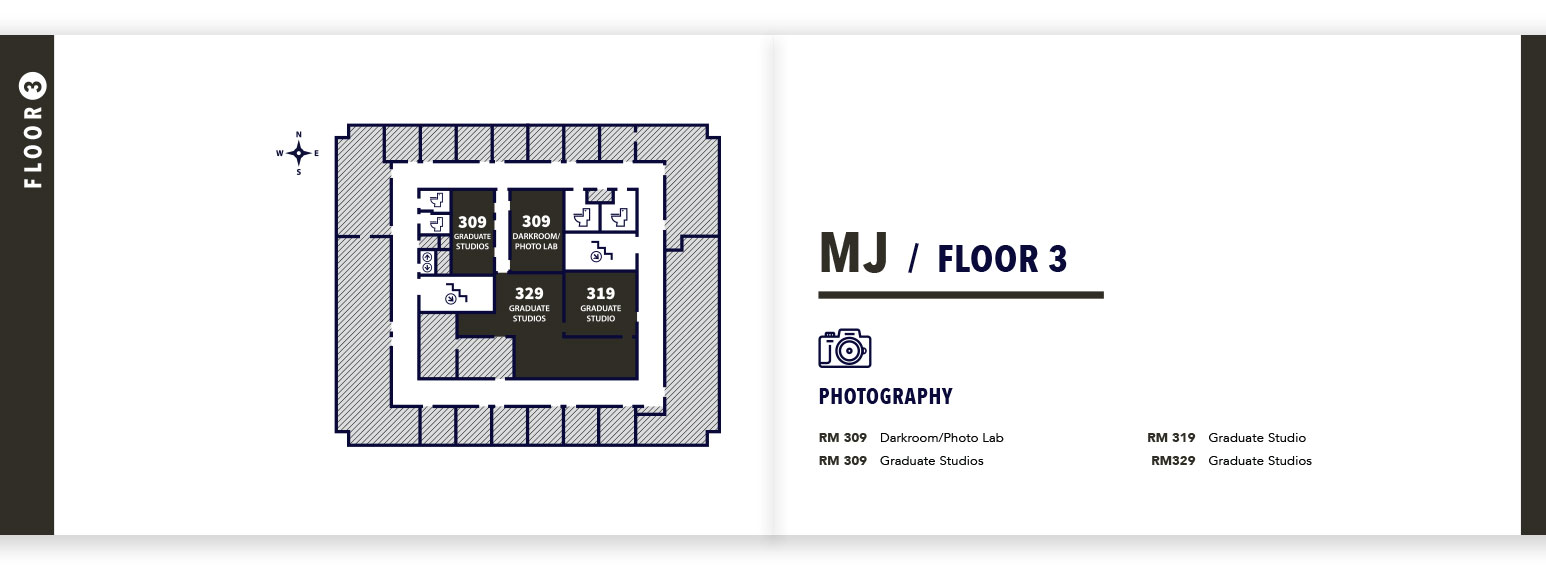 FLOOR 3
N
W E
S
309
GRADUATE
STUDIOS
309
DARKROOM/
PHOTO LAB
329
GRADUATE
STUDIOS
319
GRADUATE
STUDIO
MJ / FLOOR 3
PHOTOGRAPHY
RM 309 Darkroom/Photo Lab
RM 309 Graduate Studios
RM 319 Graduate Studio
RM329 Graduate Studios